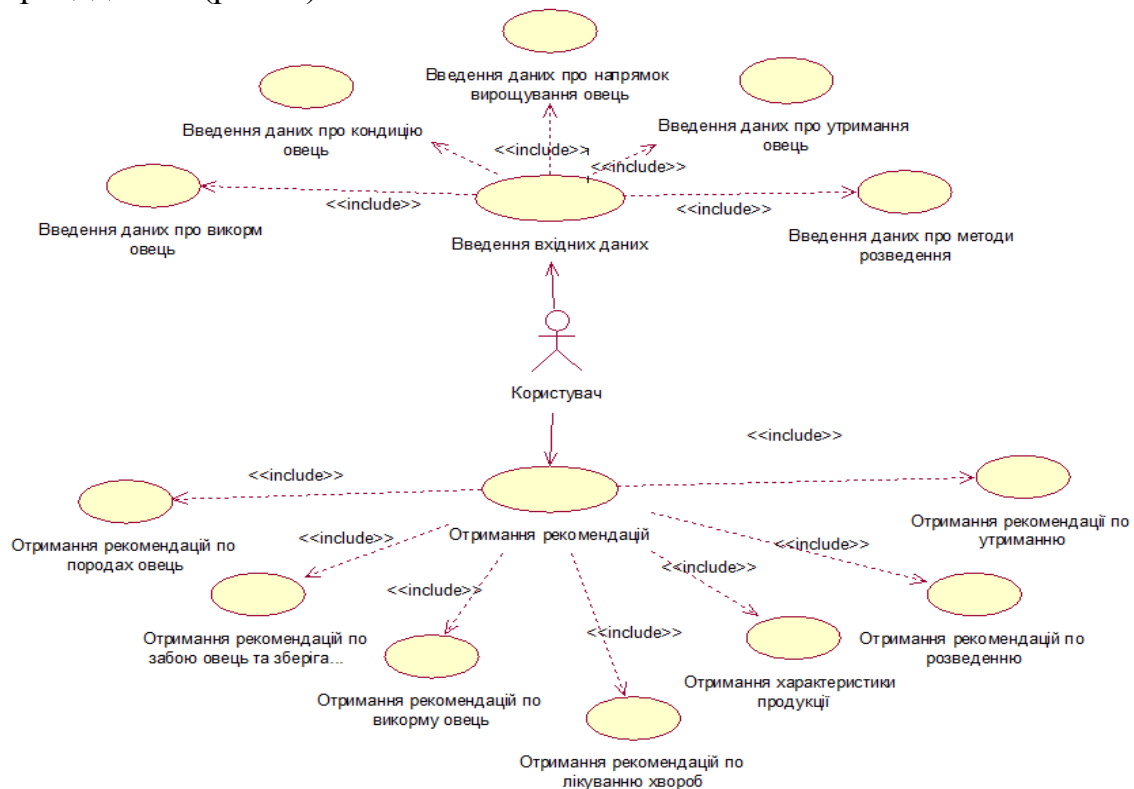 Введення даних про напрямок
вирощування овець
Введення даних про кондицію
овець
Введення даних про утримання
овець
<<include>>
<<include>>
<<include>>
<<include>>
Введення даних про викорм
овець
Введення вхідних даних
Введення даних про методи
розведення
Користувач
<<include>>
<<include>>
Отримання рекомендацій по
породах овець
<<include>>
Отримання рекомендацій
<<include>>
Отримання рекомендації по
утриманню
<<include>>
<<include>>
Отримання рекомендацій по
забою овець та зберіга...
<<include>>
Отримання рекомендацій по
розведенню
Отримання рекомендацій по
викорму овець
Отримання характеристики
продукції
Отримання рекомендацій по
лікуванню хвороб